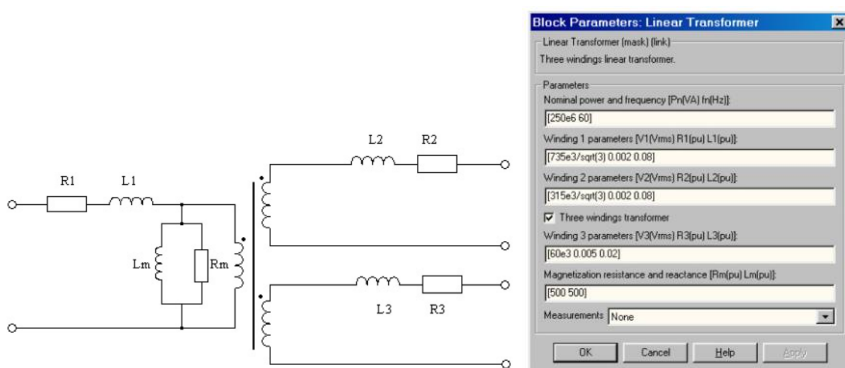 R1 L1
Lm Rm
L2 R2
L3 R3
Block Parameters: Linear Transformer
Linear Transformer (mask) (link)
Three windings linear transformer.
Parameters
Nominal power and frequency [Pn(VA) fn(Hz)]:
[250e6 60]
Winding 1 parameters [V1(Vrms) R1(pu) L1(pu)]:
[735e3/sqrt(3) 0.002 0.08]
Winding 2 parameters [V2(Vrms) R2(pu) L2(pu)]:
[315e3/sqrt(3) 0.002 0.08]
Three windings transformer
Winding 3 parameters [V3(Vrms) R3(pu) L3(pu)]:
[60e3 0.005 0.02]
Magnetization resistance and reactance [Rm(pu) Lm(pu)]:
[500 500]
Measurements None
OK Cancel Help Apply